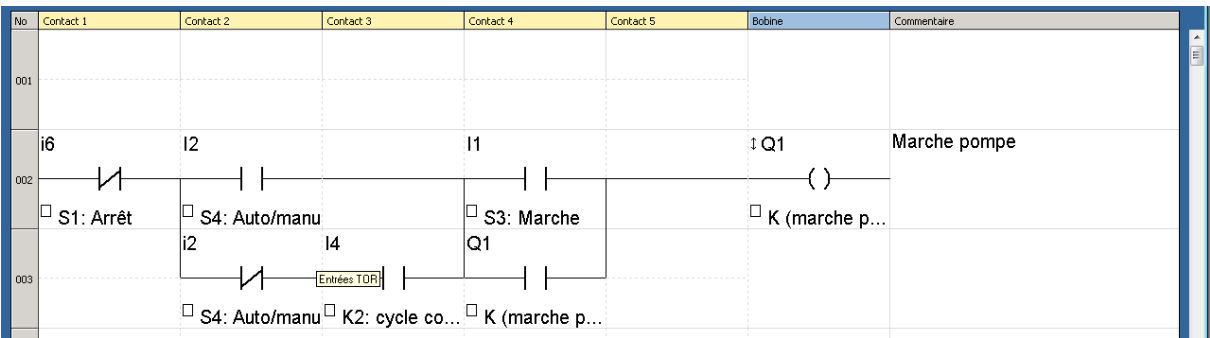 No Contact 1 Contact 2 Contact 3 Contact 4 Contact 5 Bobine Commentaire
001
i6 I2 I1 ↕ Q1 Marche pompe
002
S1: Arrêt S4: Auto/manu S3: Marche K (marche p...
i2 I4 Q1
003 Entrées TOR
S4: Auto/manu K2: cycle co... K (marche p...